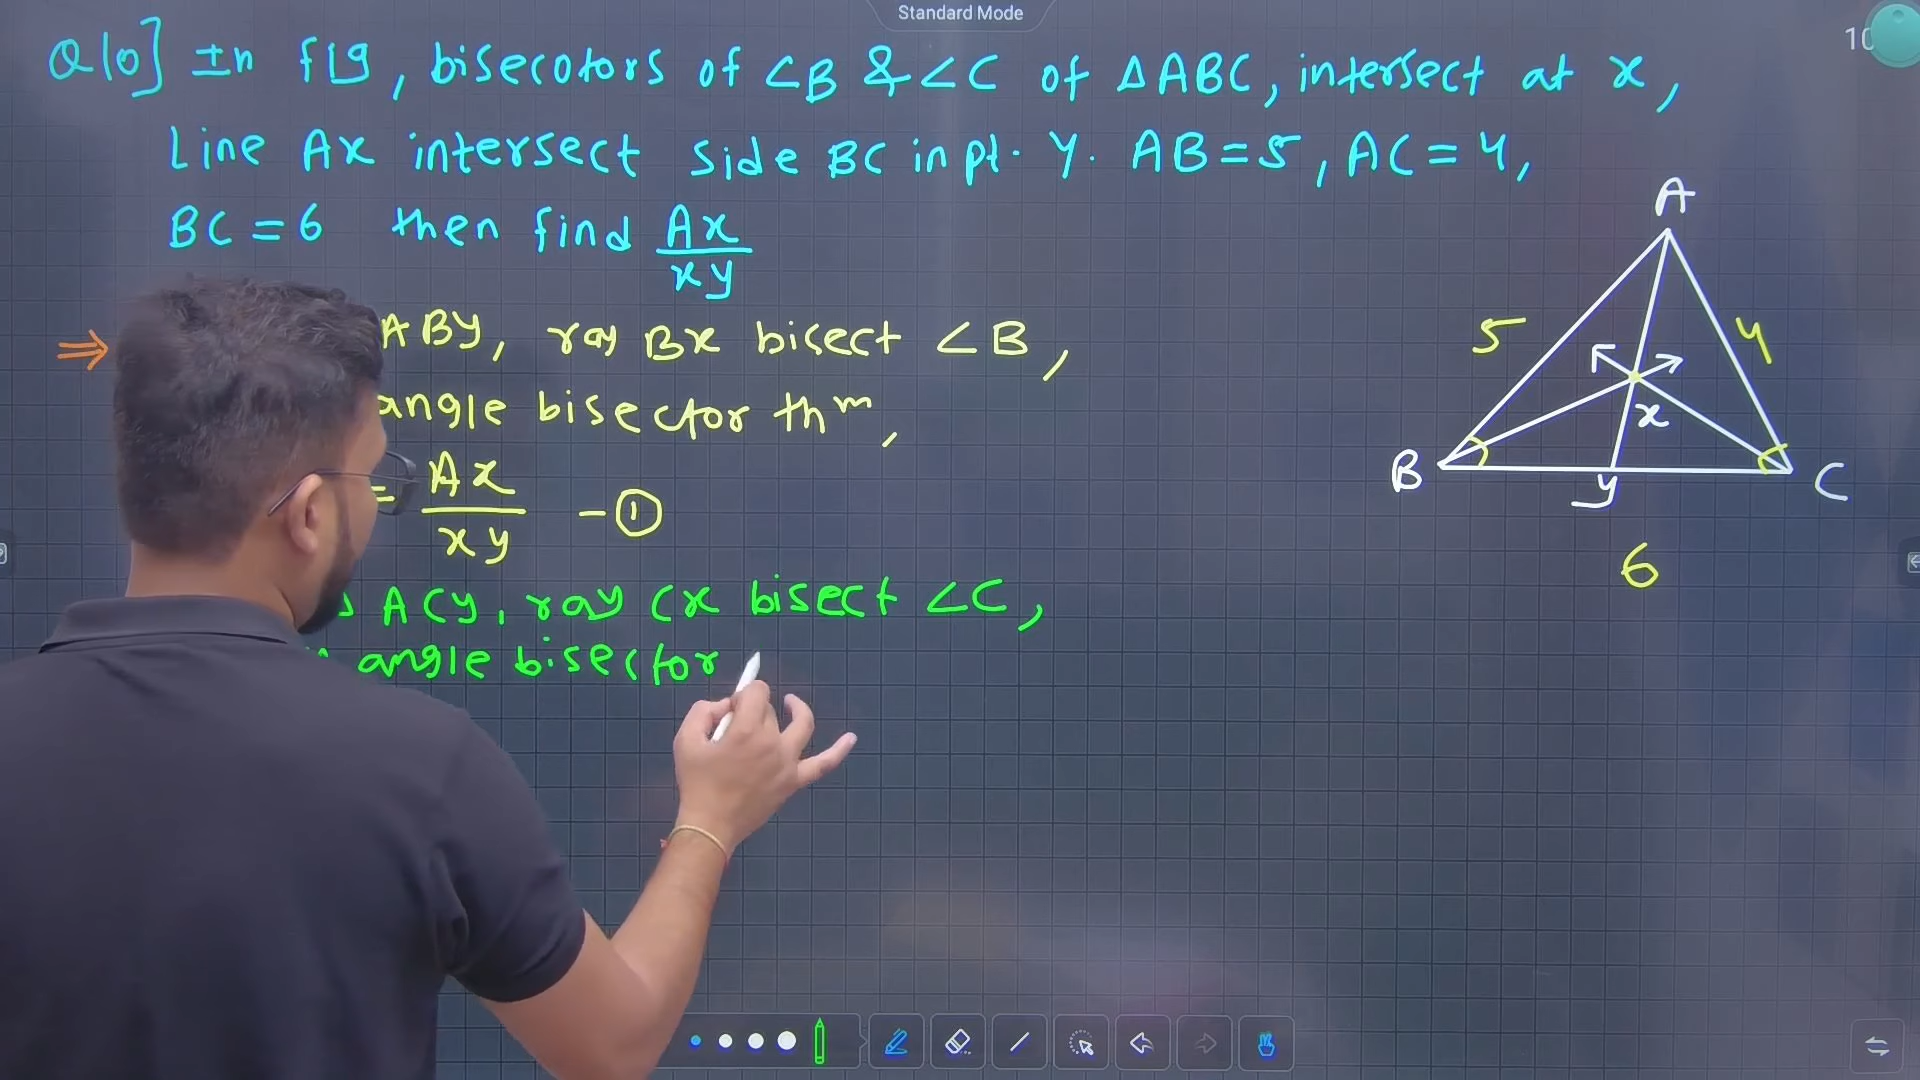 Standard Mode
10
Q10] In fig, bisecotors of ∠B & ∠C of △ABC, intersect at x,
Line Ax intersect side BC in pt. y. AB=5, AC=4,
BC=6 then find Ax/xy
⇒ ABy, ray Bx bisect ∠B,
angle bisector thm,
= Ax/xy - ①
△ ACy, ray Cx bisect ∠C,
angle bisector
A
5
4
x
B
y
C
6